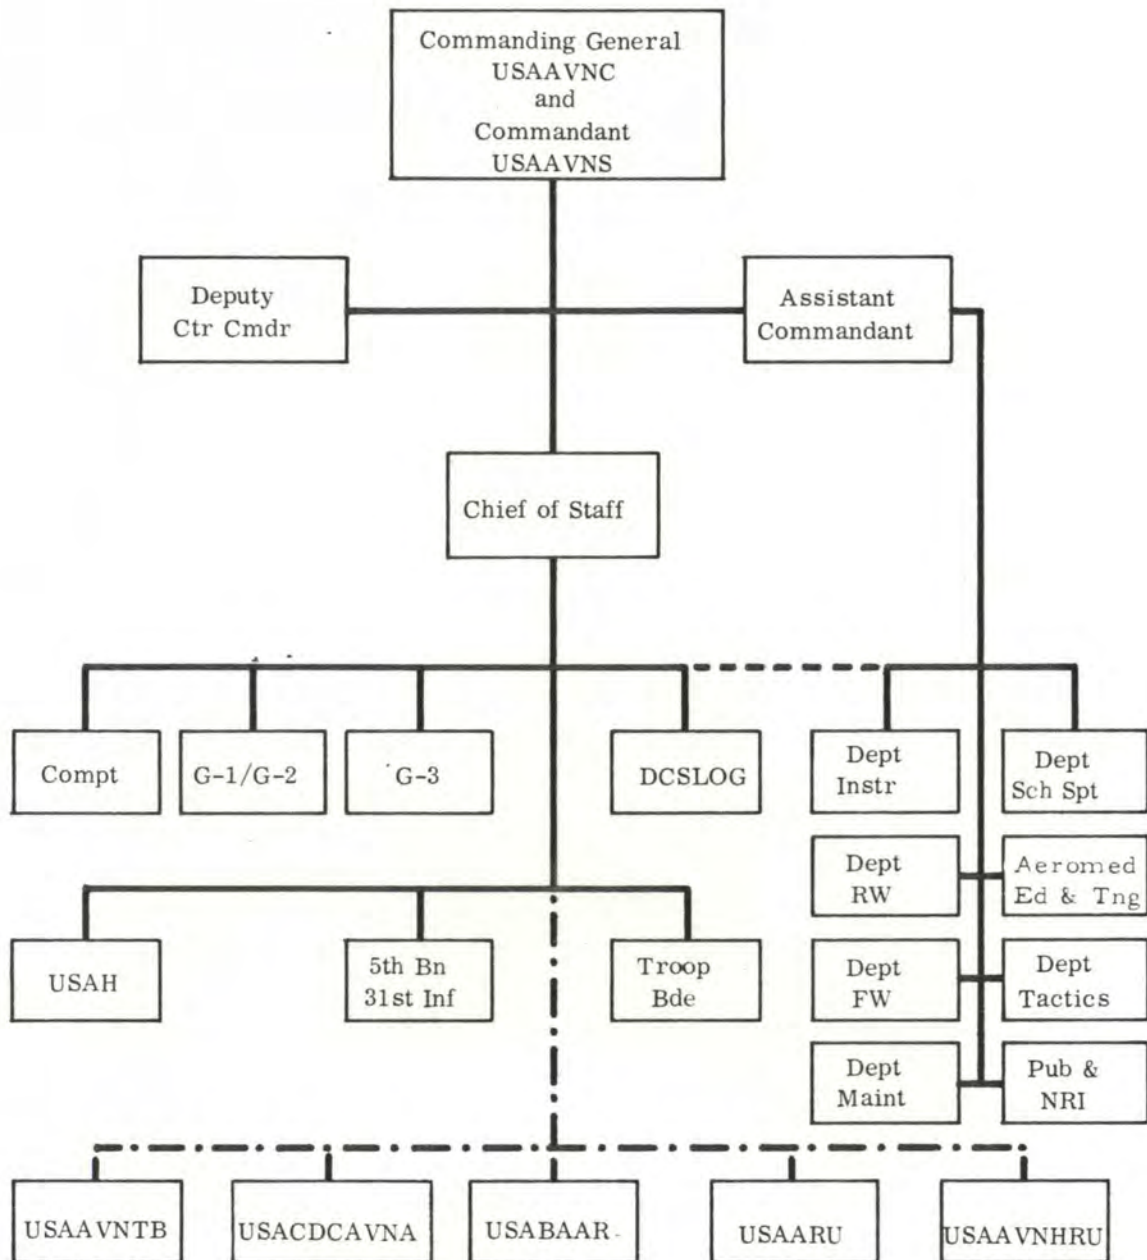 Commanding General
USAAVNC
and
Commandant
USAAVNS
Deputy
Ctr Cmdr
Assistant
Commandant
Chief of Staff
Compt
G-1/G-2
G-3
DCSLOG
Dept
Instr
Dept
Sch Spt
Dept
RW
Aeromed
Ed & Tng
USAH
5th Bn
31st Inf
Troop
Bde
Dept
FW
Dept
Tactics
Dept
Maint
Pub &
NRI
USAAVNTB
USACDCAVNA
USABAAR
USAARU
USAAVNHRU